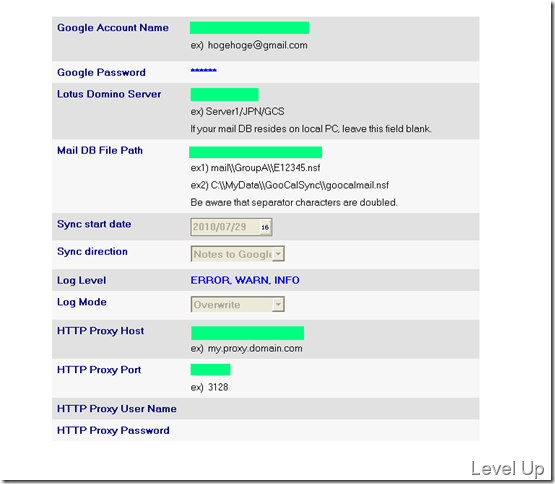 Google Account Name
ex) hogehoge@gmail.com
Google Password ******
Lotus Domino Server
ex) Server1/JPN/GCS
If your mail DB resides on local PC, leave this field blank.
Mail DB File Path
ex1) mail\\GroupA\\E12345.nsf
ex2) C:\\MyData\\GooCalSync\\goocalmail.nsf
Be aware that separator characters are doubled.
Sync start date 2010/07/29 16
Sync direction Notes to Google
Log Level ERROR, WARN, INFO
Log Mode Overwrite
HTTP Proxy Host
ex) my.proxy.domain.com
HTTP Proxy Port
ex) 3128
HTTP Proxy User Name
HTTP Proxy Password
Level Up